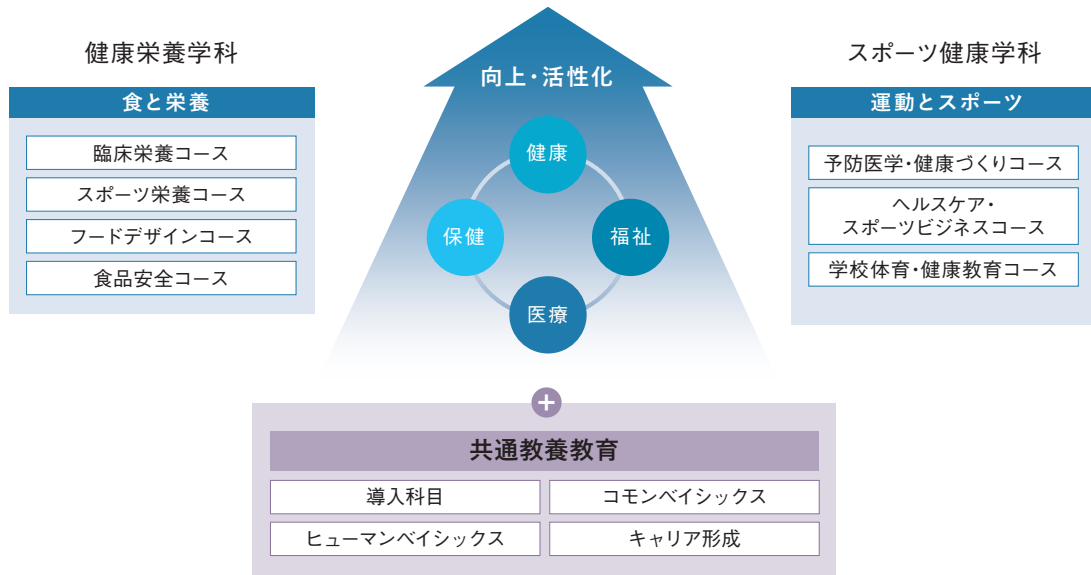 健康栄養学科
食と栄養
臨床栄養コース
スポーツ栄養コース
フードデザインコース
食品安全コース
向上・活性化
健康
保健
福祉
医療
スポーツ健康学科
運動とスポーツ
予防医学・健康づくりコース
ヘルスケア・
スポーツビジネスコース
学校体育・健康教育コース
+
共通教養教育
導入科目
コモンベイシックス
ヒューマンベイシックス
キャリア形成